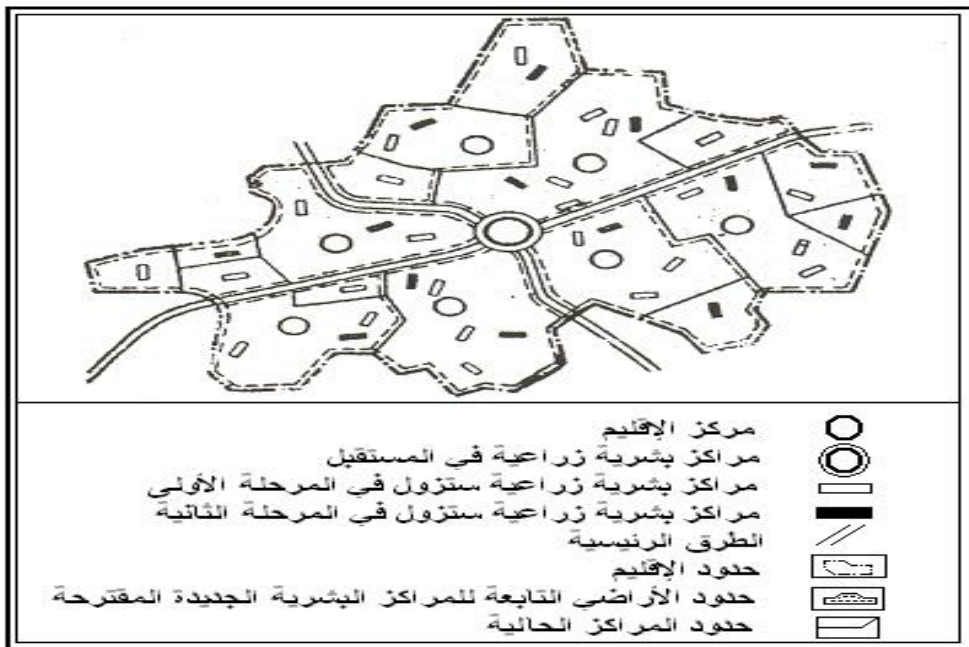 مركز الإقليم
مراكز بشرية زراعية في المستقبل
مراكز بشرية زراعية ستزول في المرحلة الأولى
مراكز بشرية زراعية ستزول في المرحلة الثانية
الطرق الرئيسية
حدود الإقليم
حدود الأراضي التابعة للمراكز البشرية الجديدة المقترحة
حدود المراكز الحالية